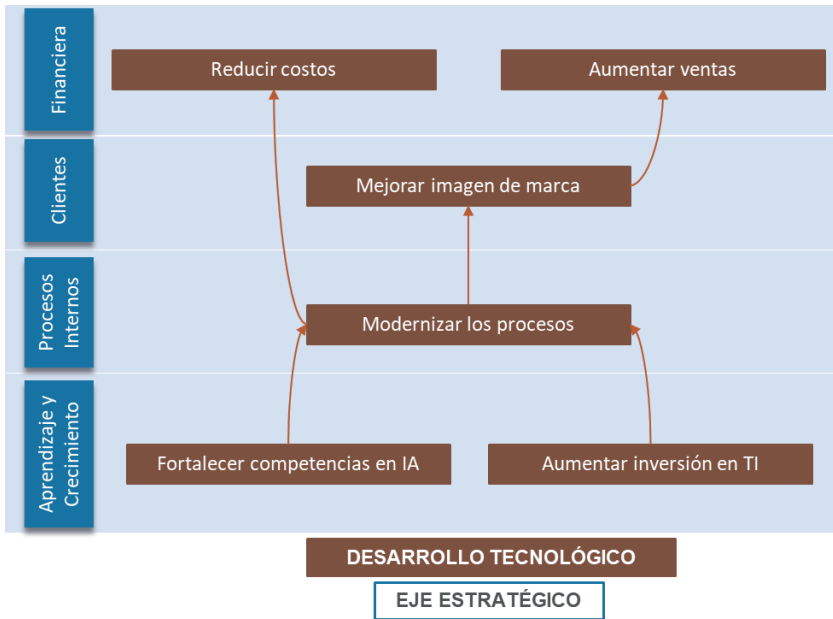 Financiera
Reducir costos
Aumentar ventas
Clientes
Mejorar imagen de marca
Procesos
Internos
Modernizar los procesos
Aprendizaje y
Crecimiento
Fortalecer competencias en IA
Aumentar inversión en TI
DESARROLLO TECNOLÓGICO
EJE ESTRATÉGICO